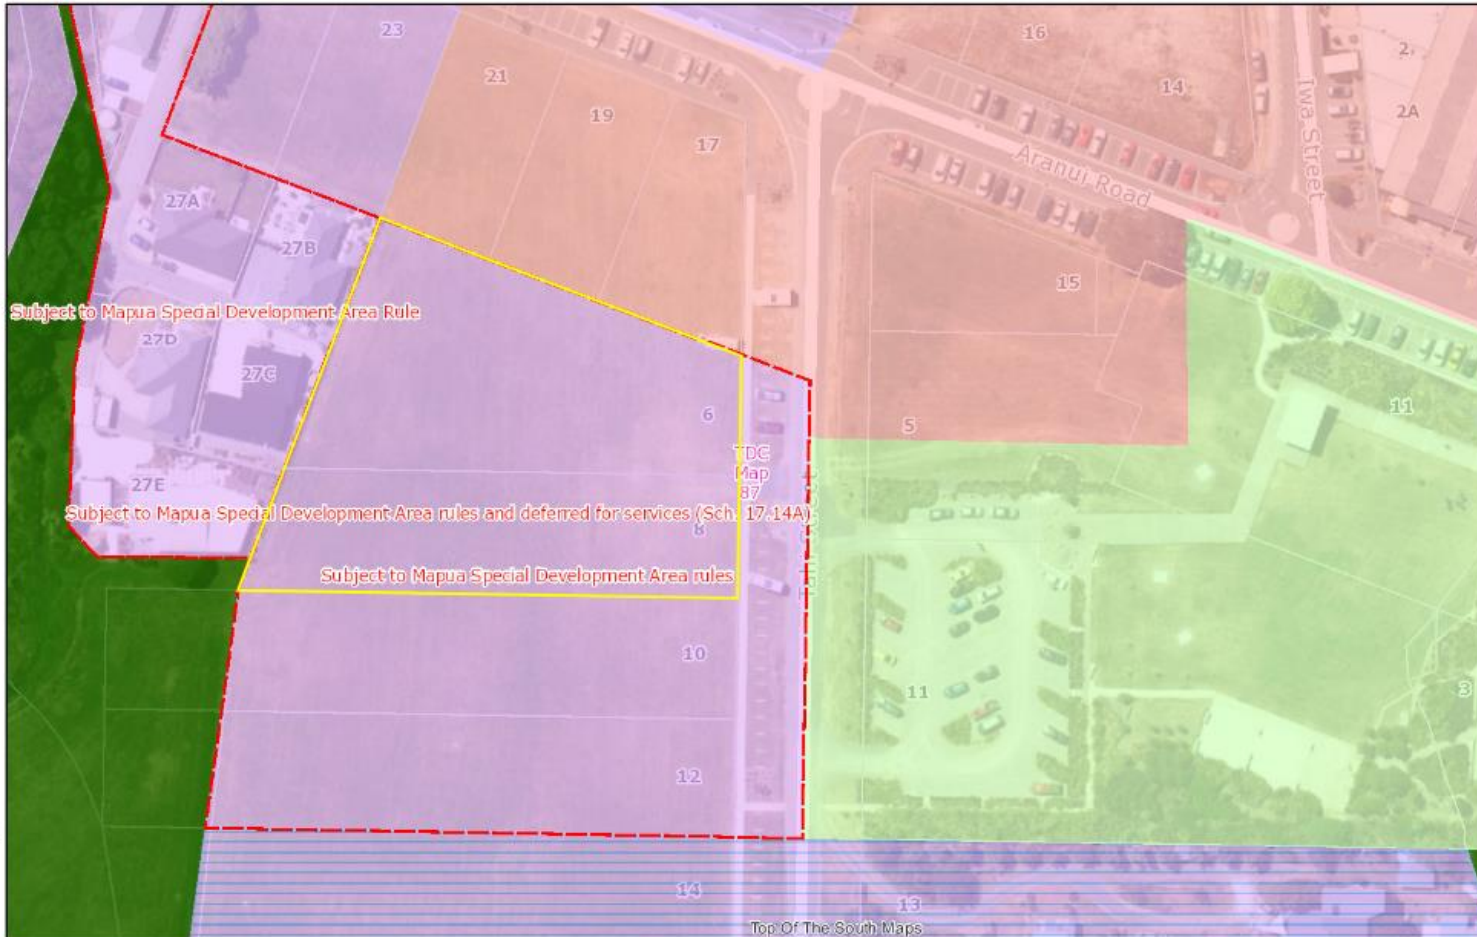 23
16
21
14
2
19
2A
17
Iwa Street
Aranui Road
27A
27B
15
Subject to Mapua Special Development Area Rule
27D
27C
11
6
5
TDC
Map
87
27E
Subject to Mapua Special Development Area rules and deferred for services (Sch. 17.14A)
8
Subject to Mapua Special Development Area rules
10
11
3
12
14
13
Top Of The South Maps